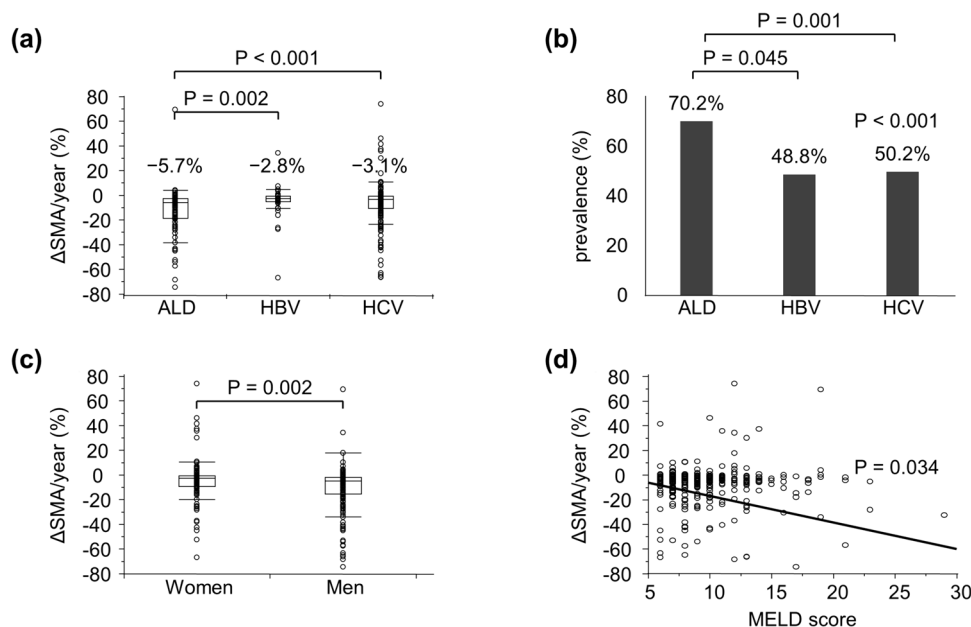 (a)
P < 0.001
P = 0.002
−5.7%
−2.8%
−3.1%
80
60
40
20
0
-20
-40
-60
-80
ΔSMA/year (%)
ALD HBV HCV
(b)
P = 0.001
P = 0.045
70.2%
P < 0.001
48.8%
50.2%
80
60
40
20
0
prevalence (%)
ALD HBV HCV
(c)
P = 0.002
80
60
40
20
0
-20
-40
-60
-80
ΔSMA/year (%)
Women Men
(d)
80
60
40
20
0
-20
-40
-60
-80
ΔSMA/year (%)
P = 0.034
5 10 15 20 25 30
MELD score